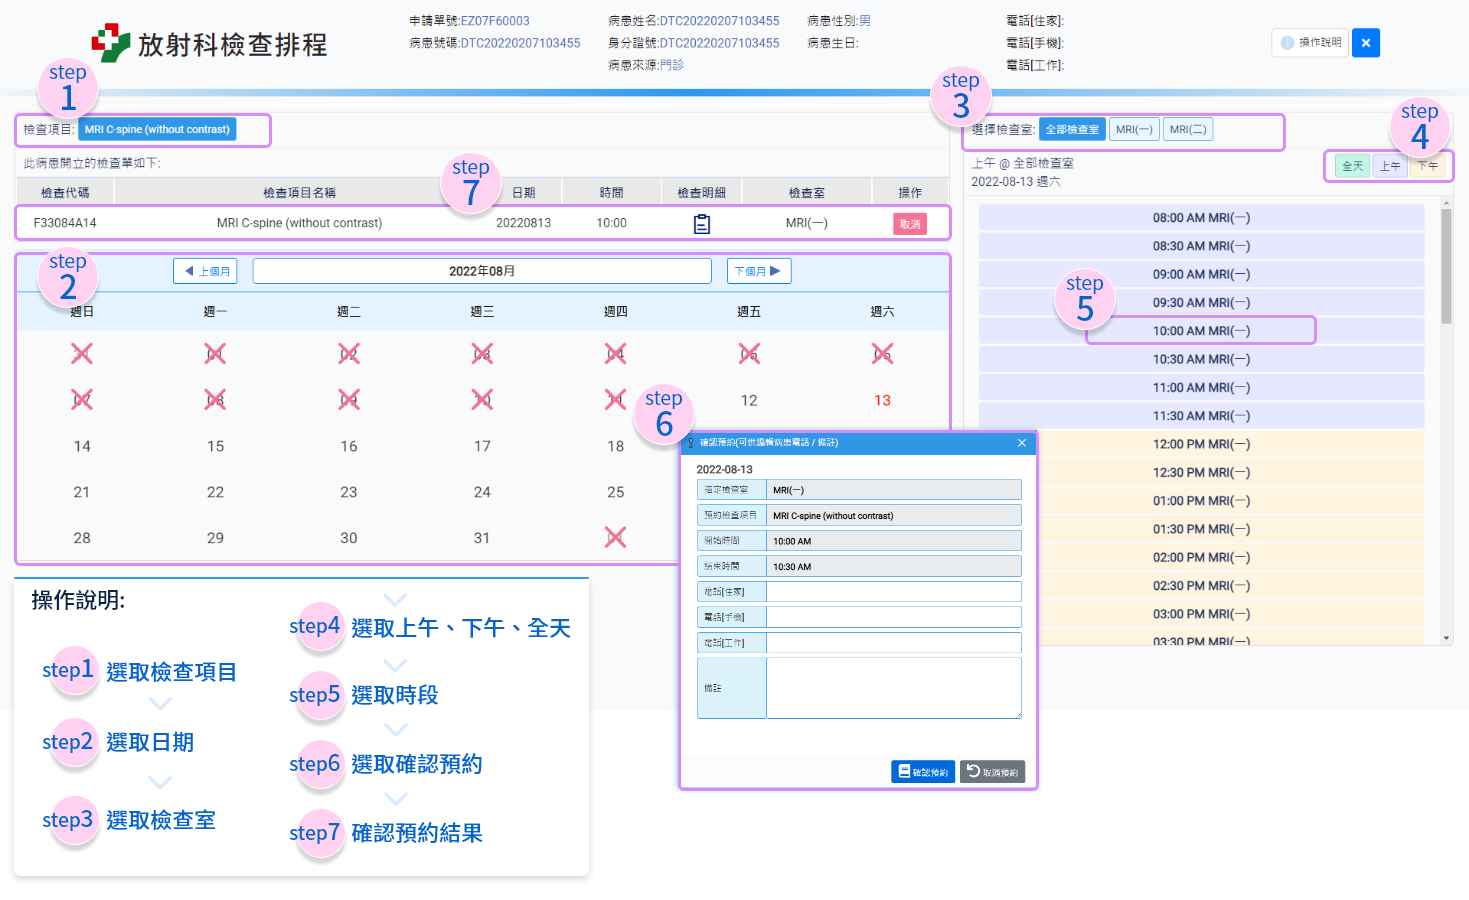 放射科檢查排程
申請單號:EZ07F60003
病患號碼:DTC20220207103455
病患姓名:DTC20220207103455
身分證號:DTC20220207103455
病患來源:門診
病患性別:男
病患生日:
電話[住家]:
電話[手機]:
電話[工作]:
操作說明
step
1
檢查項目: MRI C-spine (without contrast)
此病患開立的檢查單如下:
step
7
檢查代碼 檢查項目名稱 日期 時間 檢查明細 檢查室 操作
F33084A14 MRI C-spine (without contrast) 20220813 10:00 MRI(一) 取消
step
2
上個月 2022年08月 下個月
週日 週一 週二 週三 週四 週五 週六
31 01 02 03 04 05 06
07 08 09 10 11 12 13
14 15 16 17 18
21 22 23 24 25
28 29 30 31 01
step
3
選擇檢查室: 全部檢查室 MRI(一) MRI(二)
step
4
上午 @ 全部檢查室
2022-08-13 週六
全天 上午 下午
08:00 AM MRI(一)
08:30 AM MRI(一)
09:00 AM MRI(一)
09:30 AM MRI(一)
step
5
10:00 AM MRI(一)
10:30 AM MRI(一)
11:00 AM MRI(一)
11:30 AM MRI(一)
12:00 PM MRI(一)
12:30 PM MRI(一)
01:00 PM MRI(一)
01:30 PM MRI(一)
02:00 PM MRI(一)
02:30 PM MRI(一)
03:00 PM MRI(一)
03:30 PM MRI(一)
step
6
確認預約(可供編輯病患電話 / 備註)
2022-08-13
指定檢查室 MRI(一)
預約檢查項目 MRI C-spine (without contrast)
開始時間 10:00 AM
結束時間 10:30 AM
電話[住家]
電話[手機]
電話[工作]
備註
確認預約 取消預約
操作說明:
step1 選取檢查項目
step2 選取日期
step3 選取檢查室
step4 選取上午、下午、全天
step5 選取時段
step6 選取確認預約
step7 確認預約結果